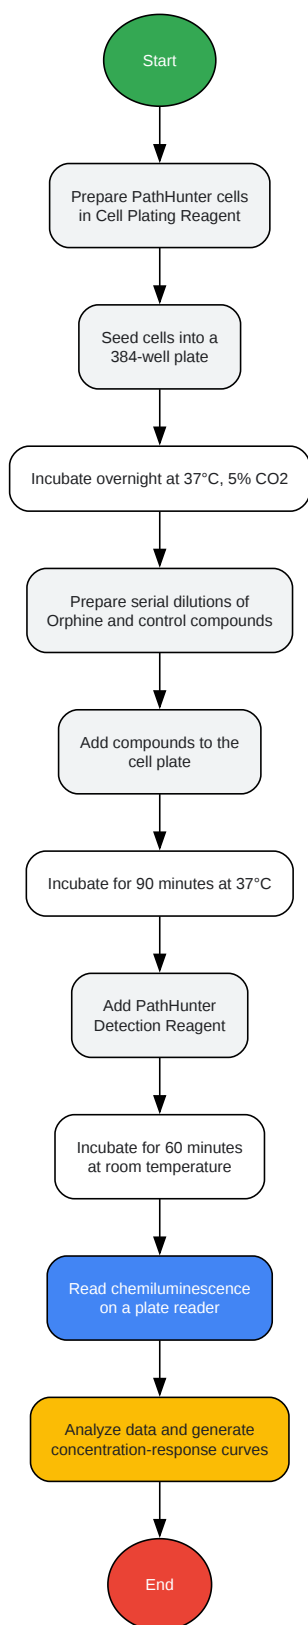 Start
Prepare PathHunter cells
in Cell Plating Reagent
Seed cells into a
384-well plate
Incubate overnight at 37°C, 5% CO2
Prepare serial dilutions of
Orphine and control compounds
Add compounds to the
cell plate
Incubate for 90 minutes at 37°C
Add PathHunter
Detection Reagent
Incubate for 60 minutes
at room temperature
Read chemiluminescence
on a plate reader
Analyze data and generate
concentration-response curves
End